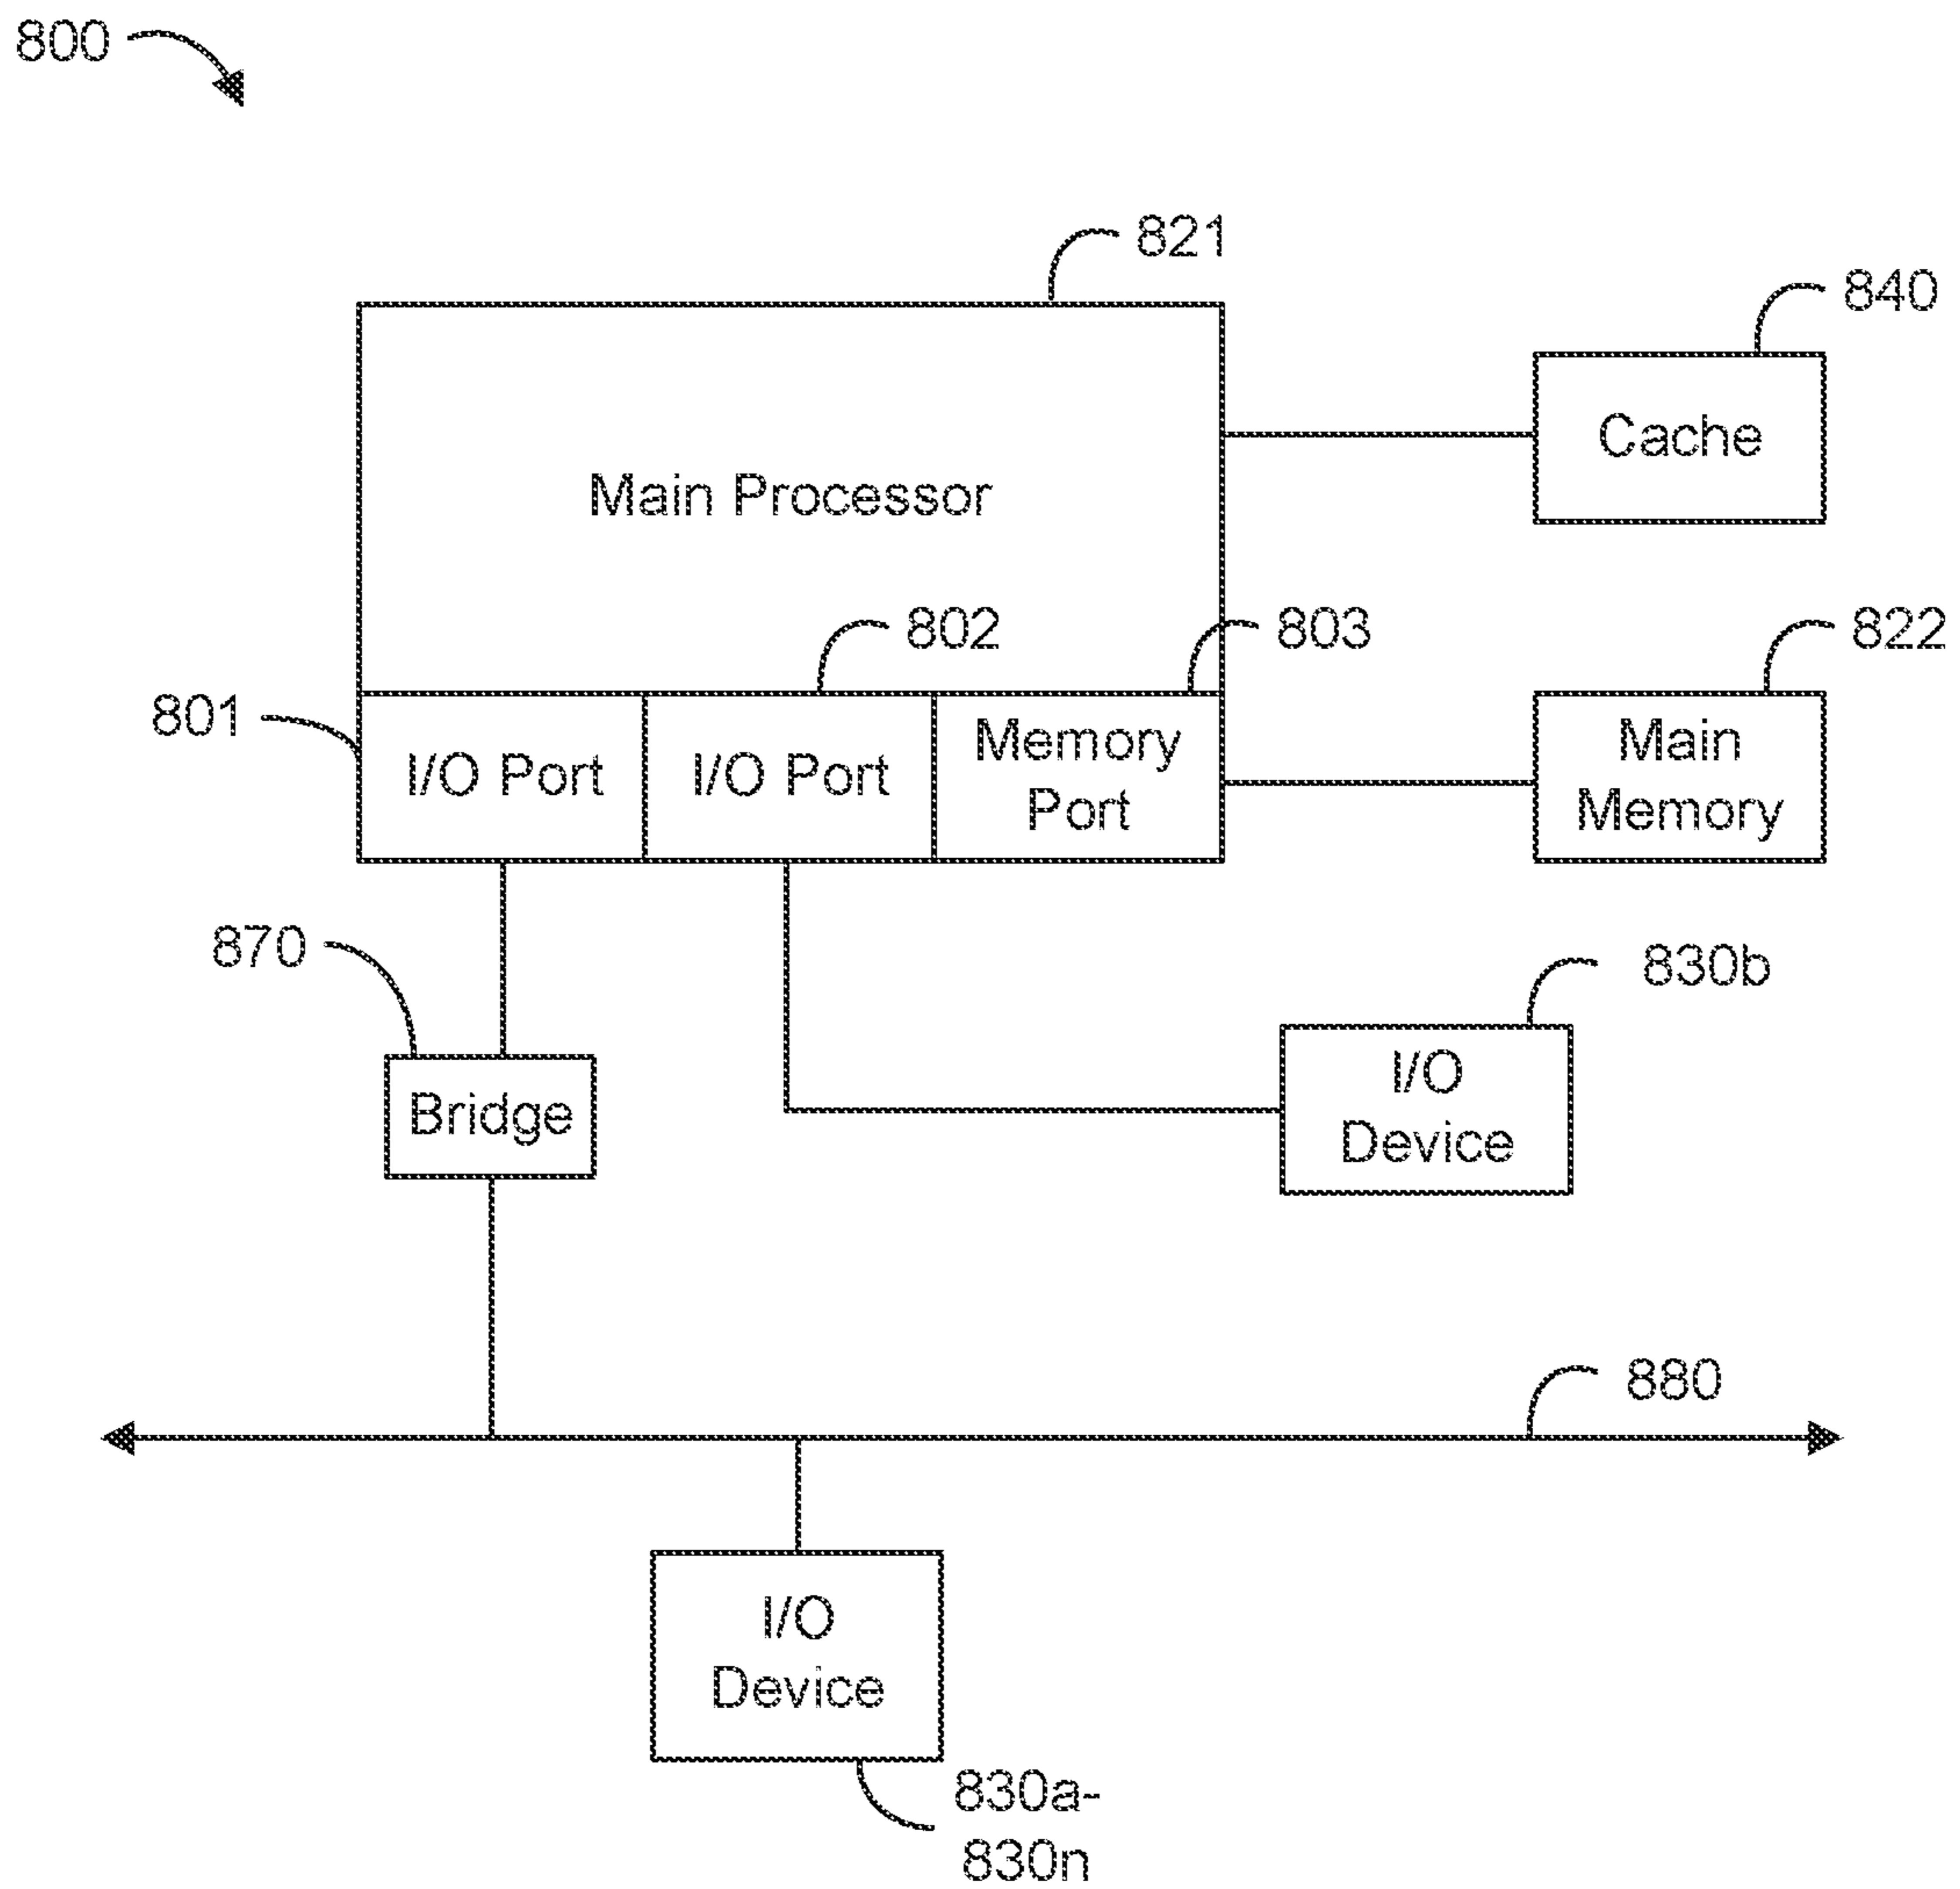 800
821
840
Cache
Main Processor
802
803
822
801
I/O Port
I/O Port
Memory
Port
Main
Memory
870
830b
Bridge
I/O
Device
880
I/O
Device
830a-
830n